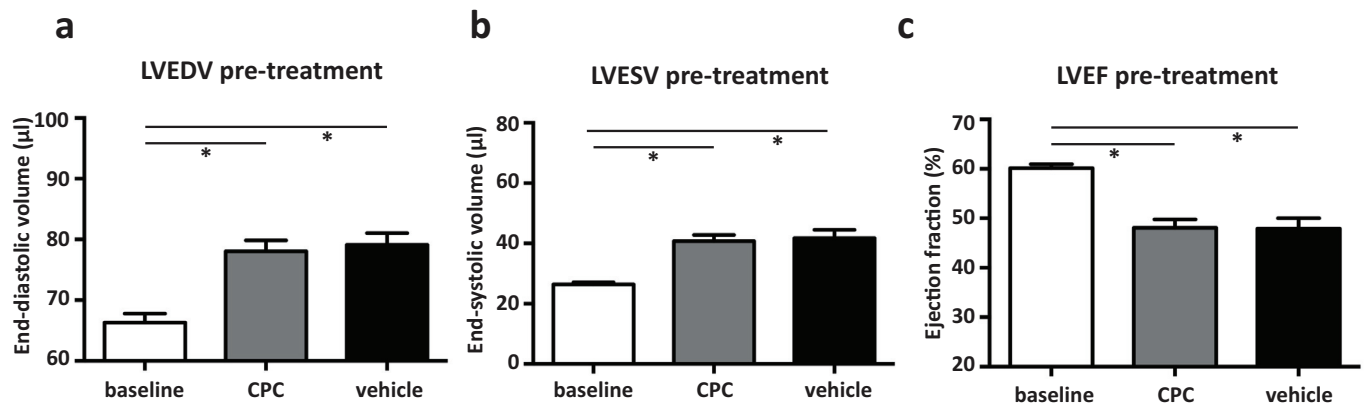 a
LVEDV pre-treatment
End-diastolic volume (µl)
100
90
80
70
60
*
*
baseline
CPC
vehicle
b
LVESV pre-treatment
End-systolic volume (µl)
80
60
40
20
0
*
*
baseline
CPC
vehicle
c
LVEF pre-treatment
Ejection fraction (%)
70
60
50
40
30
20
*
*
baseline
CPC
vehicle